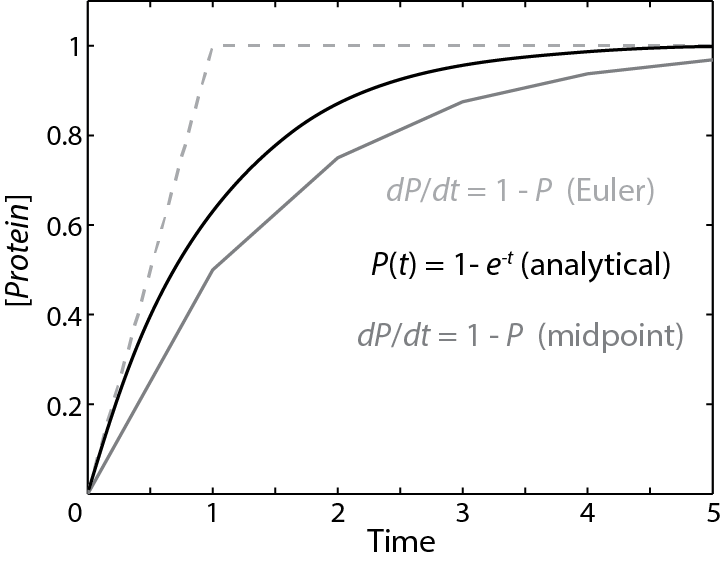 1
0.8
0.6
0.4
0.2
[Protein]
dP/dt = 1 - P (Euler)
P(t) = 1- e-t (analytical)
dP/dt = 1 - P (midpoint)
0 1 2 3 4 5
Time